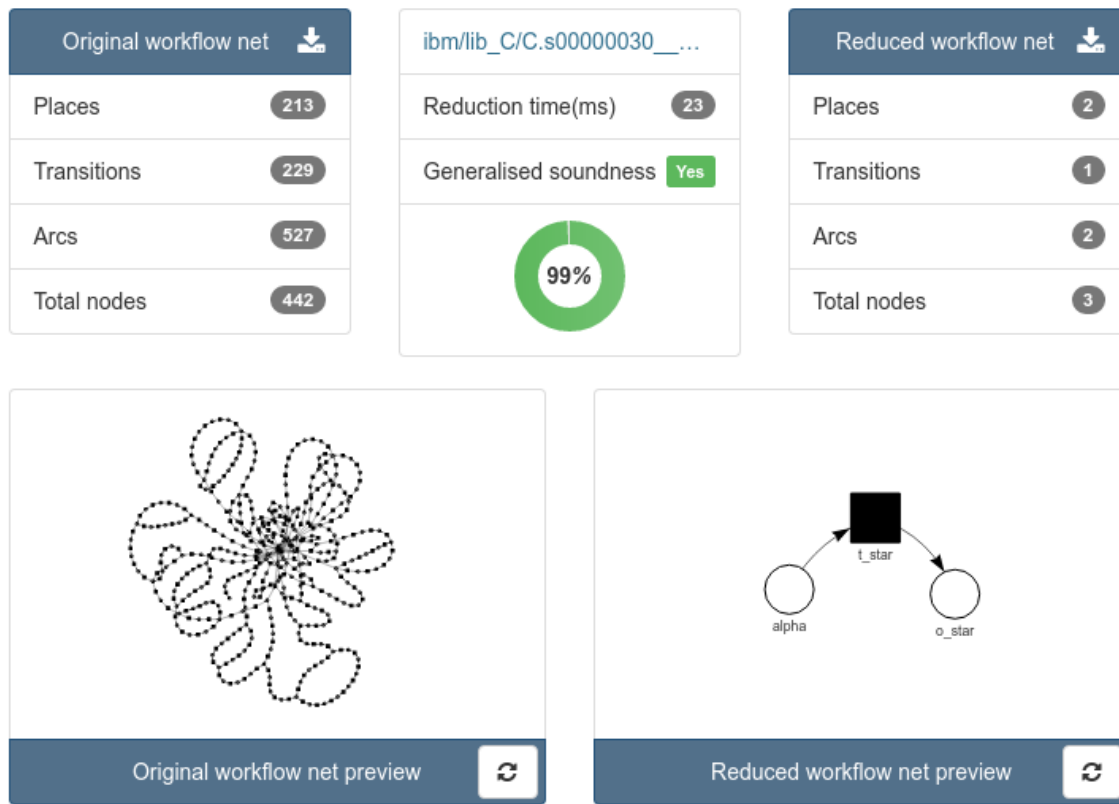 Original workflow net
Places 213
Transitions 229
Arcs 527
Total nodes 442
ibm/lib_C/C.s00000030__...
Reduction time(ms) 23
Generalised soundness Yes
99%
Reduced workflow net
Places 2
Transitions 1
Arcs 2
Total nodes 3
Original workflow net preview
t_star
alpha
o_star
Reduced workflow net preview